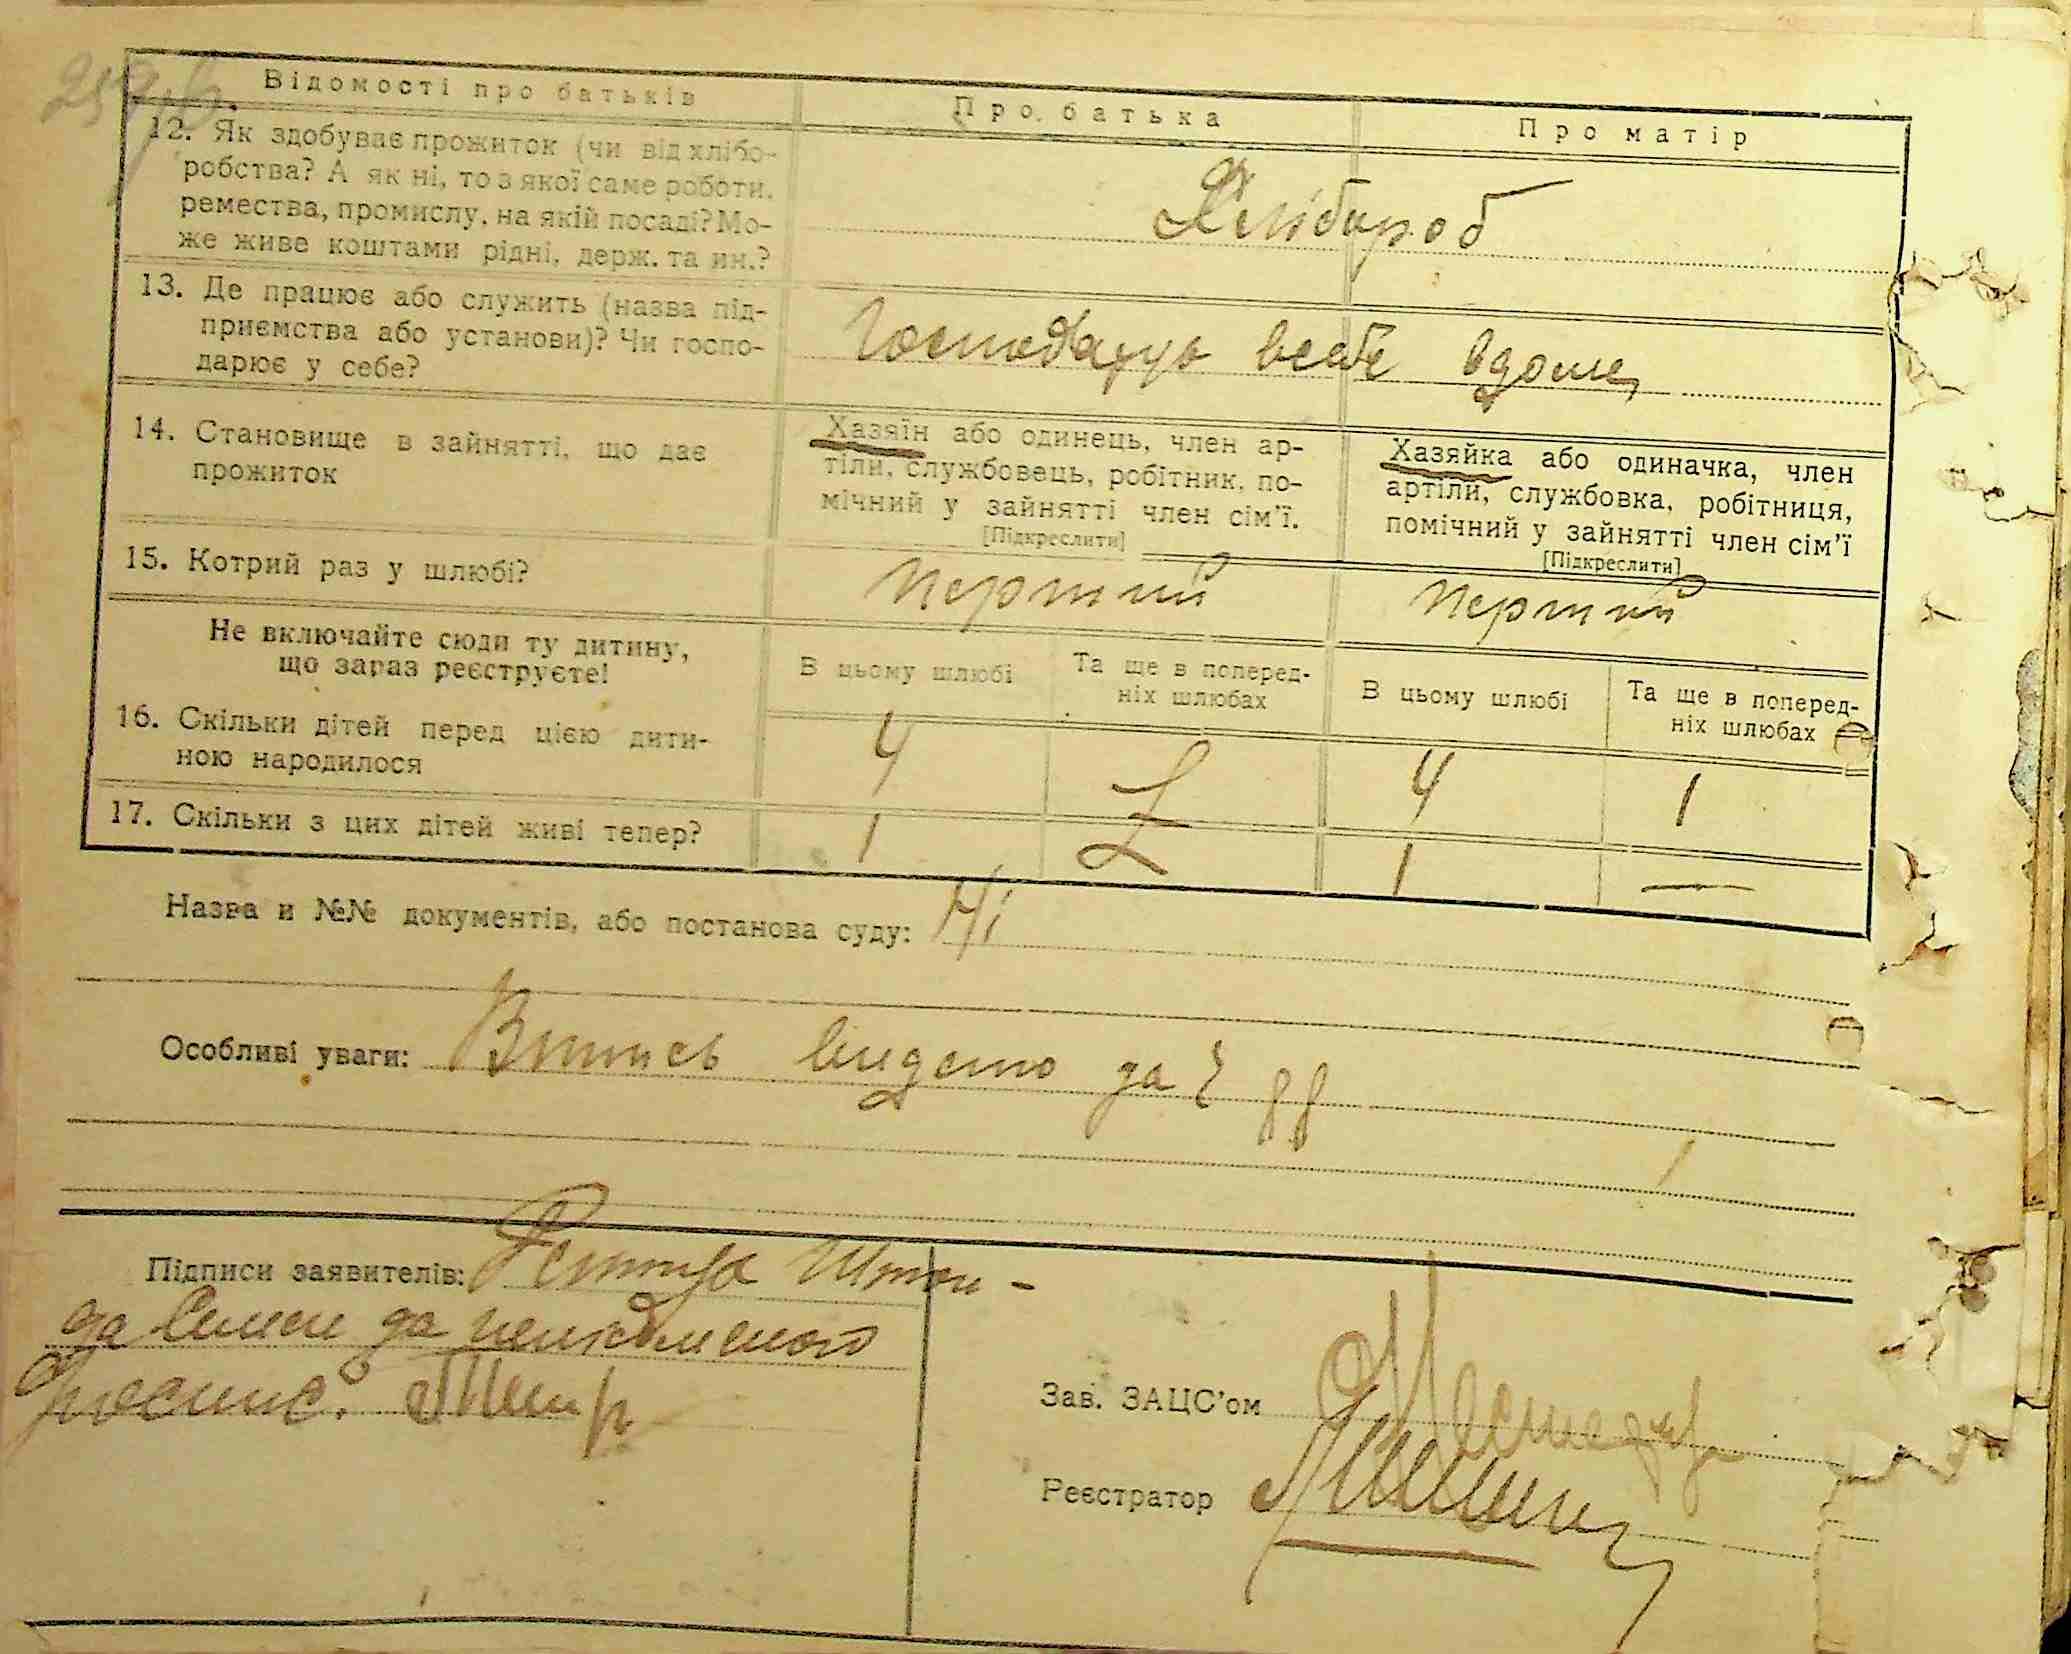 Відомості про батьків
Про батька
Про матір
12. Як здобуває прожиток (чи від хлібо-
робства? А як ні, то з якої саме роботи,
ремества, промислу, на якій посаді? Мо-
же живе коштами рідні, держ. та ин.?
Хлібороб
13. Де працює або служить (назва під-
приємства або установи)? Чи госпо-
дарює у себе?
Господарує всебе вдома
14. Становище в зайнятті, що дає
прожиток
Хазяїн або одинець, член ар-
тіли, службовець, робітник, по-
мічний у зайнятті член сім'ї.
[Підкреслити]
Хазяйка або одиначка, член
артіли, службовка, робітниця,
помічний у зайнятті член сім'ї
[Підкреслити]
15. Котрий раз у шлюбі?
перший
перший
Не включайте сюди ту дитину,
що зараз реєструєте!
В цьому шлюбі
Та ще в поперед-
ніх шлюбах
В цьому шлюбі
Та ще в поперед-
ніх шлюбах
16. Скільки дітей перед цією дити-
ною народилося
4
4
1
17. Скільки з цих дітей живі тепер?
1
1
—
Назва и №№ документів, або постанова суду: Ні
Особливі уваги: Витись видано
Підписи заявителів:
Зав. ЗАЦС'ом
Реєстратор